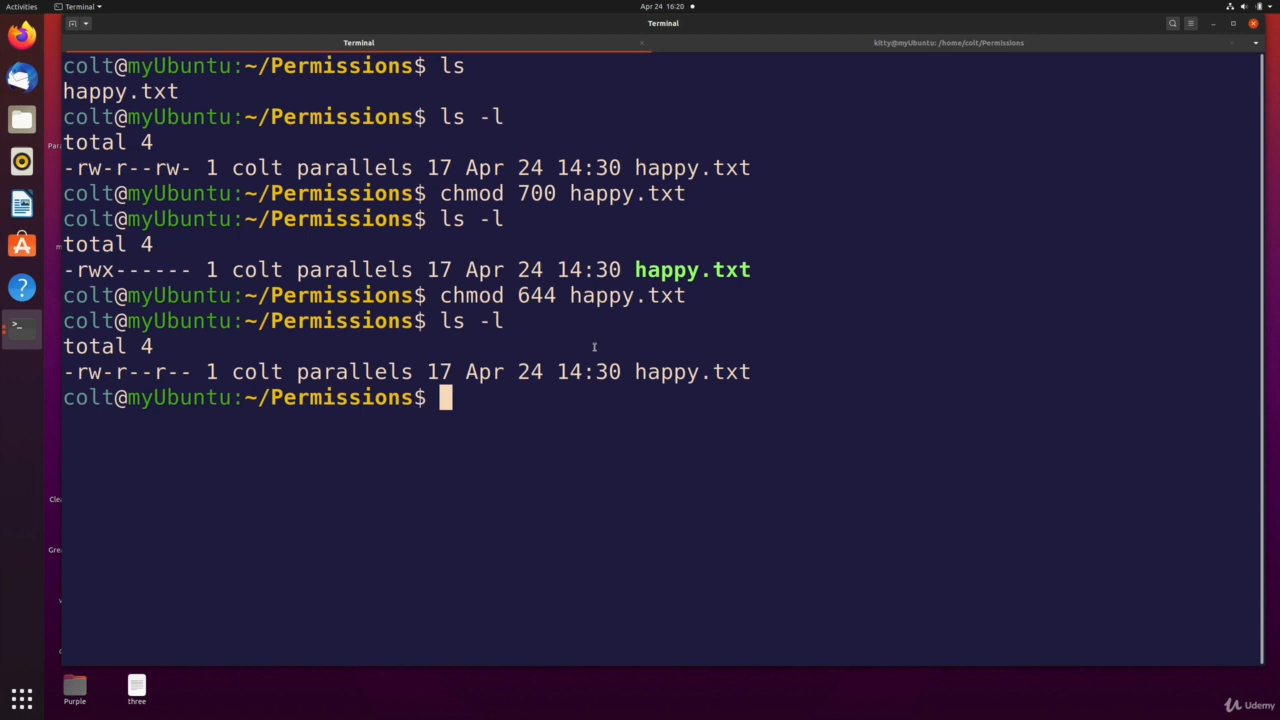 Activities
Terminal
Apr 24 16:20
Terminal
Terminal
kitty@myUbuntu: /home/colt/Permissions
colt@myUbuntu:~/Permissions$ ls
happy.txt
colt@myUbuntu:~/Permissions$ ls -l
total 4
-rw-r--rw- 1 colt parallels 17 Apr 24 14:30 happy.txt
colt@myUbuntu:~/Permissions$ chmod 700 happy.txt
colt@myUbuntu:~/Permissions$ ls -l
total 4
-rwx------ 1 colt parallels 17 Apr 24 14:30 happy.txt
colt@myUbuntu:~/Permissions$ chmod 644 happy.txt
colt@myUbuntu:~/Permissions$ ls -l
total 4
-rw-r--r-- 1 colt parallels 17 Apr 24 14:30 happy.txt
colt@myUbuntu:~/Permissions$
Para
Clea
Grea
Purple
three
Udemy